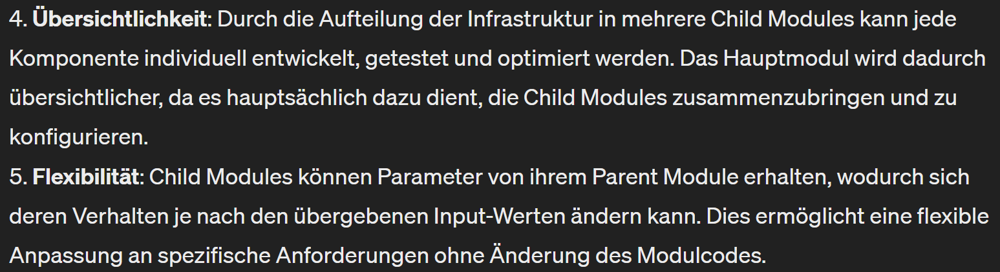 4. Übersichtlichkeit: Durch die Aufteilung der Infrastruktur in mehrere Child Modules kann jede
Komponente individuell entwickelt, getestet und optimiert werden. Das Hauptmodul wird dadurch
übersichtlicher, da es hauptsächlich dazu dient, die Child Modules zusammenzubringen und zu
konfigurieren.
5. Flexibilität: Child Modules können Parameter von ihrem Parent Module erhalten, wodurch sich
deren Verhalten je nach den übergebenen Input-Werten ändern kann. Dies ermöglicht eine flexible
Anpassung an spezifische Anforderungen ohne Änderung des Modulcodes.